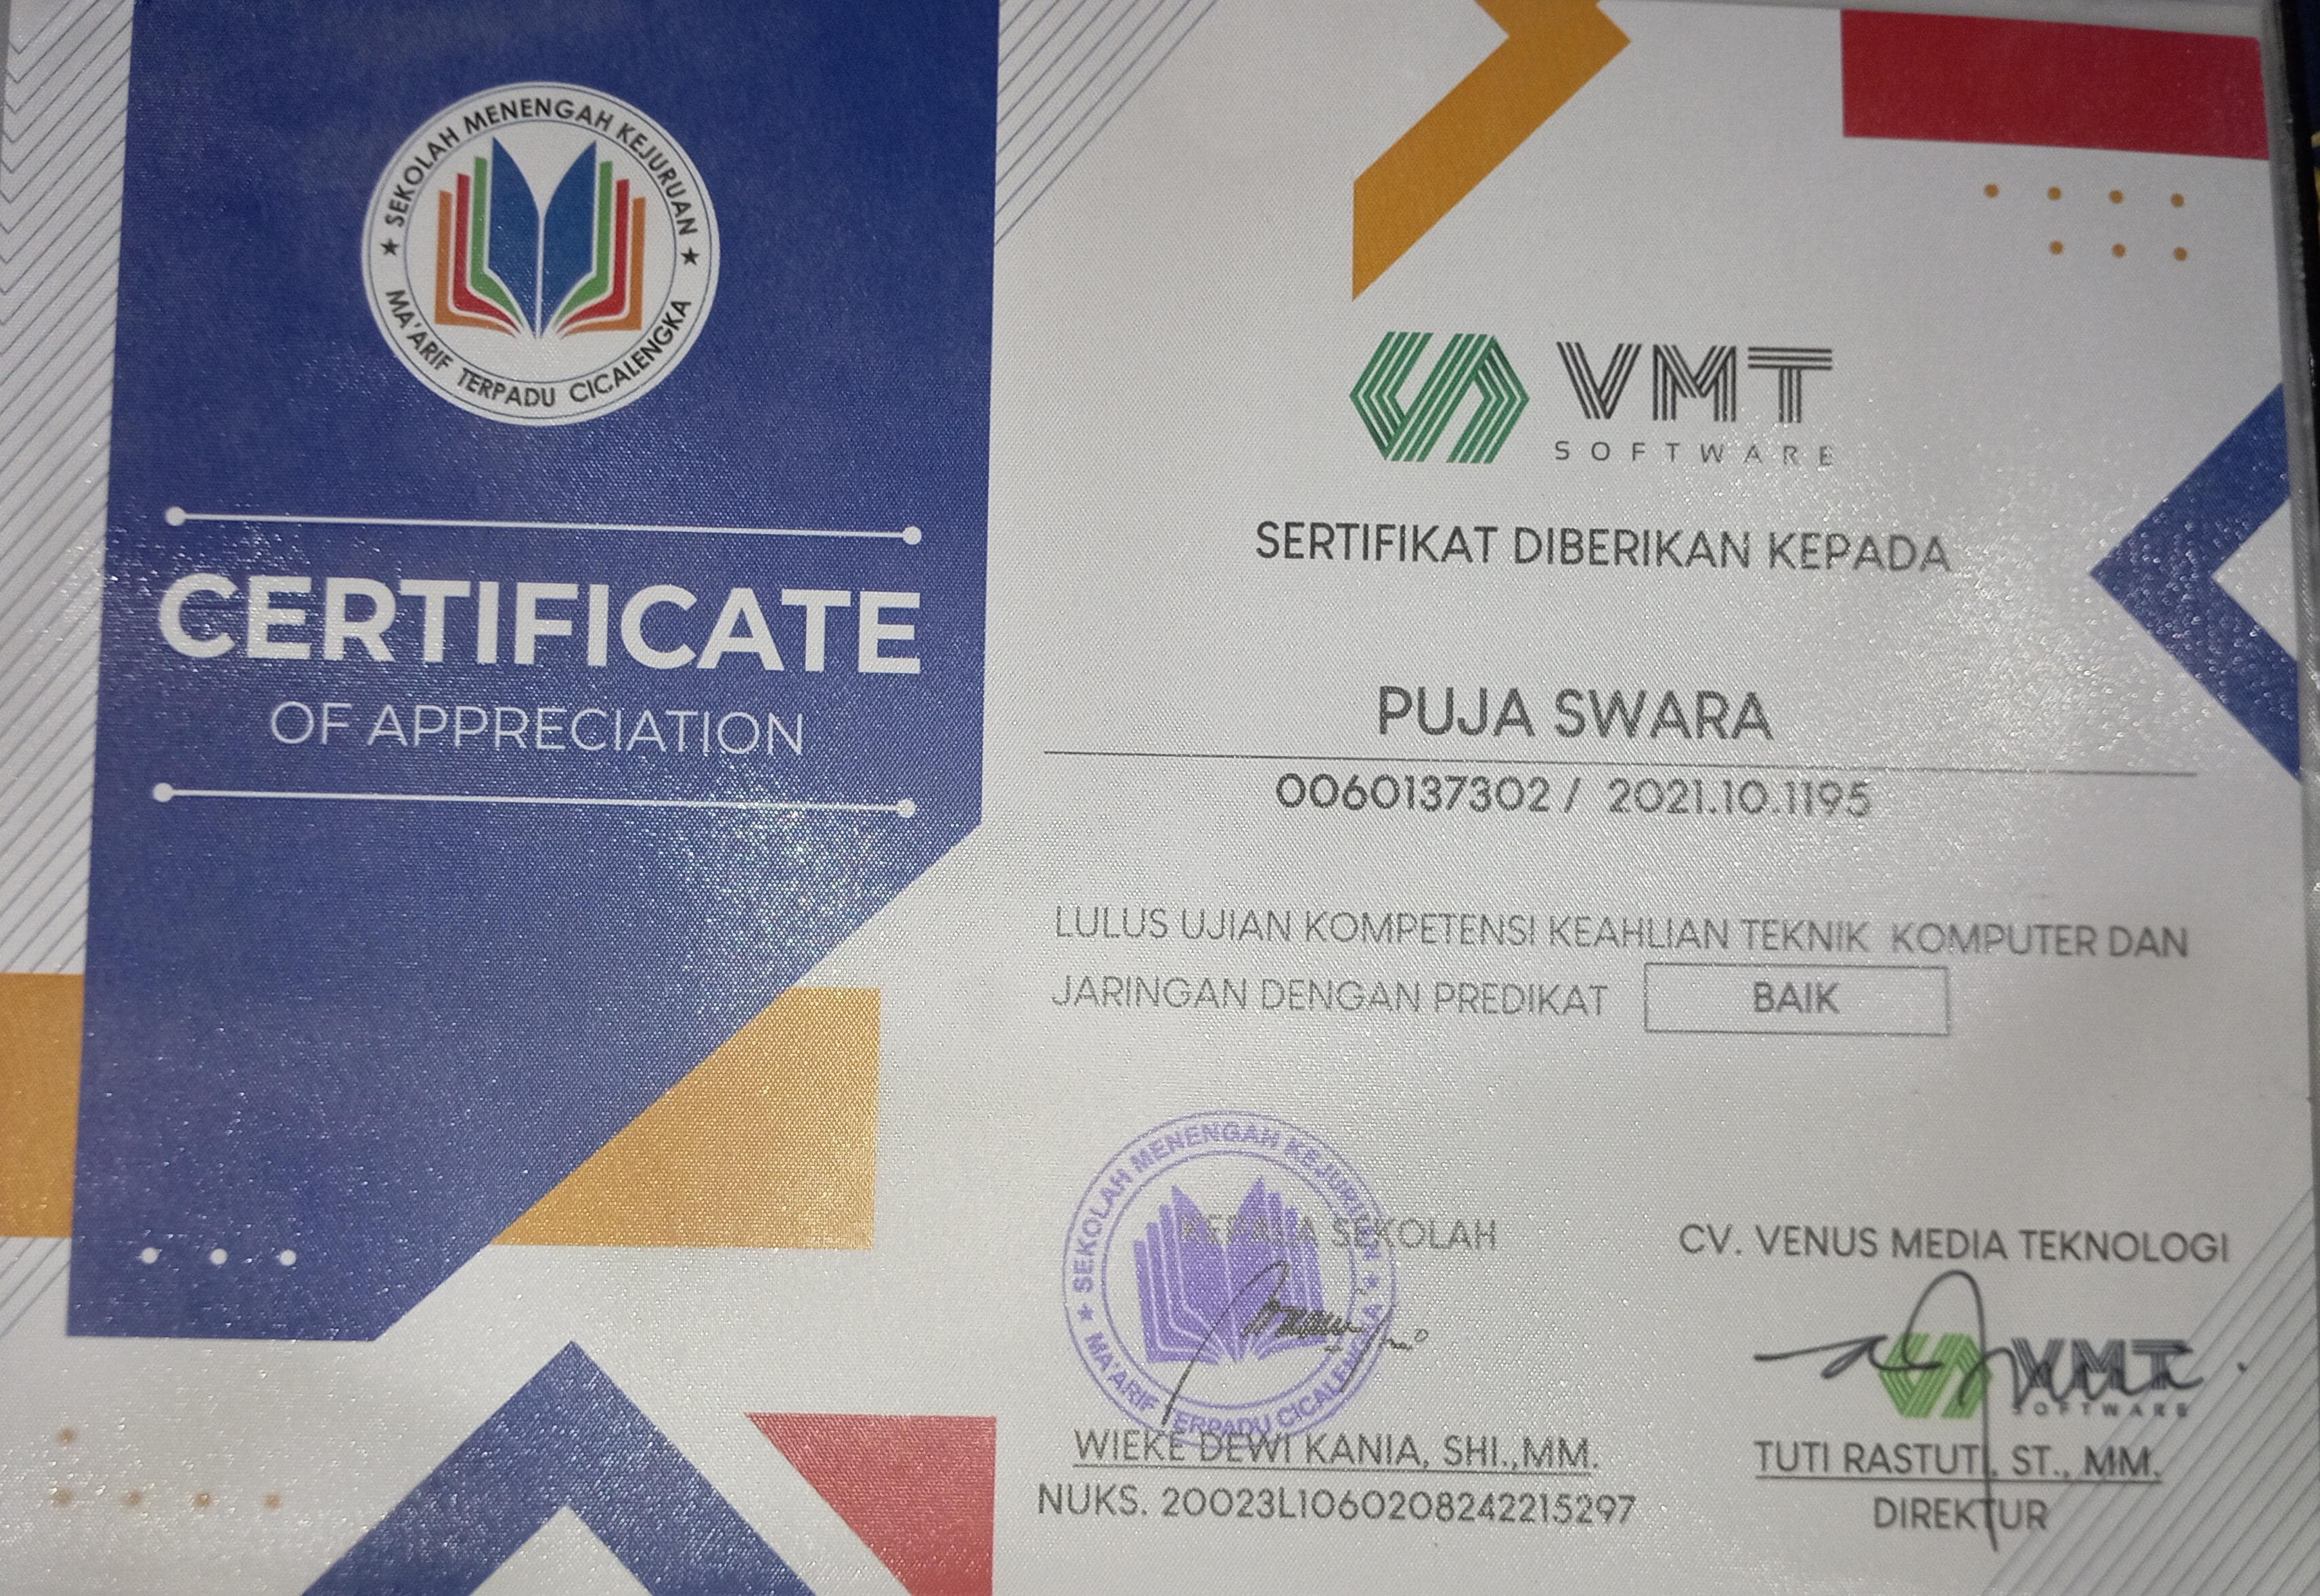 SEKOLAH MENENGAH KEJURUAN
MA'ARIF TERPADU CICALENGKA
CERTIFICATE
OF APPRECIATION
VMT
SOFTWARE
SERTIFIKAT DIBERIKAN KEPADA
PUJA SWARA
0060137302 / 2021.10.1195
LULUS UJIAN KOMPETENSI KEAHLIAN TEKNIK KOMPUTER DAN
JARINGAN DENGAN PREDIKAT BAIK
KEPALA SEKOLAH
SEKOLAH MENENGAH KEJURUAN
MA'ARIF TERPADU CICALENGKA
WIEKE DEWI KANIA, SHI.,MM.
NUKS. 20023L1060208242215297
CV. VENUS MEDIA TEKNOLOGI
VMT
SOFTWARE
TUTI RASTUTI, ST., MM.
DIREKTUR